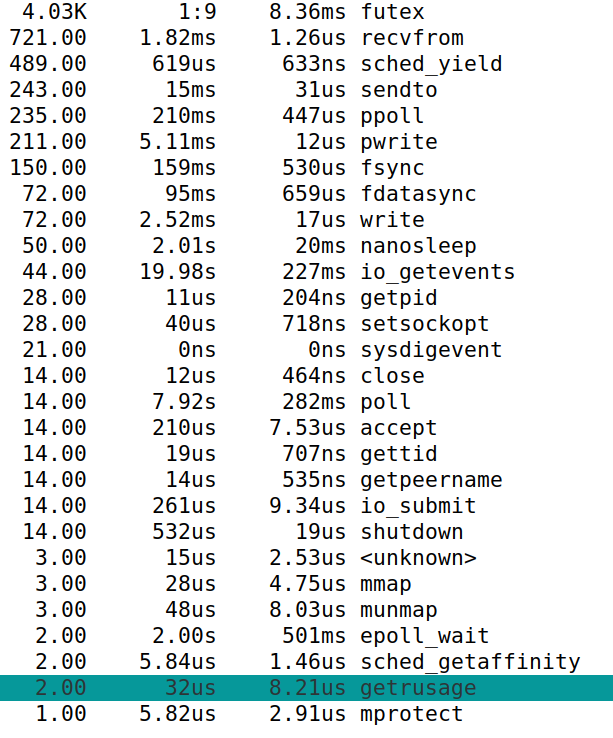 4.03K 1:9 8.36ms futex
721.00 1.82ms 1.26us recvfrom
489.00 619us 633ns sched_yield
243.00 15ms 31us sendto
235.00 210ms 447us ppoll
211.00 5.11ms 12us pwrite
150.00 159ms 530us fsync
72.00 95ms 659us fdatasync
72.00 2.52ms 17us write
50.00 2.01s 20ms nanosleep
44.00 19.98s 227ms io_getevents
28.00 11us 204ns getpid
28.00 40us 718ns setsockopt
21.00 0ns 0ns sysdigevent
14.00 12us 464ns close
14.00 7.92s 282ms poll
14.00 210us 7.53us accept
14.00 19us 707ns gettid
14.00 14us 535ns getpeername
14.00 261us 9.34us io_submit
14.00 532us 19us shutdown
3.00 15us 2.53us <unknown>
3.00 28us 4.75us mmap
3.00 48us 8.03us munmap
2.00 2.00s 501ms epoll_wait
2.00 5.84us 1.46us sched_getaffinity
2.00 32us 8.21us getrusage
1.00 5.82us 2.91us mprotect